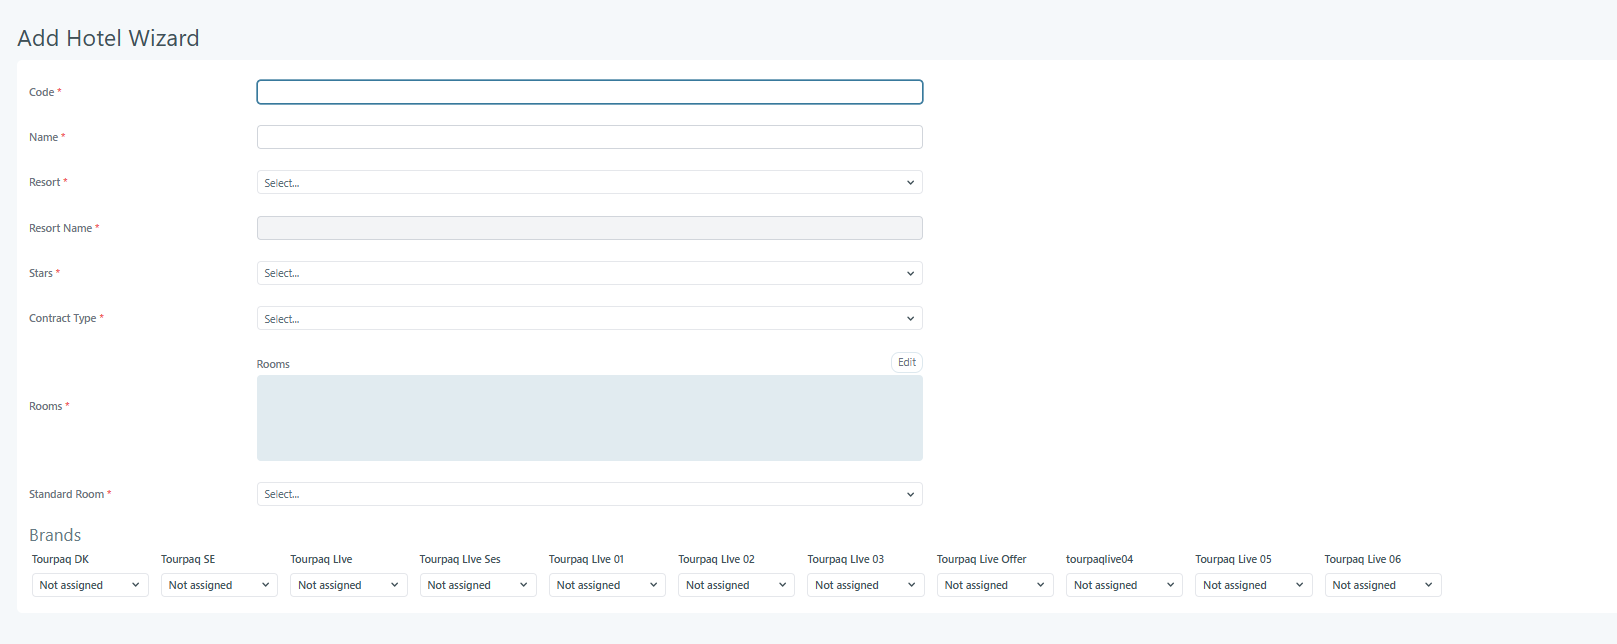 Add Hotel Wizard
Code *
Name *
Resort *
Select...
Resort Name *
Stars *
Select...
Contract Type *
Select...
Rooms
Edit
Rooms *
Standard Room *
Select...
Brands
Tourpaq DK Tourpaq SE Tourpaq LIve Tourpaq LIve Ses Tourpaq LIve 01 Tourpaq LIve 02 Tourpaq LIve 03 Tourpaq Live Offer tourpaqlive04 Tourpaq Live 05 Tourpaq Live 06
Not assigned Not assigned Not assigned Not assigned Not assigned Not assigned Not assigned Not assigned Not assigned Not assigned Not assigned